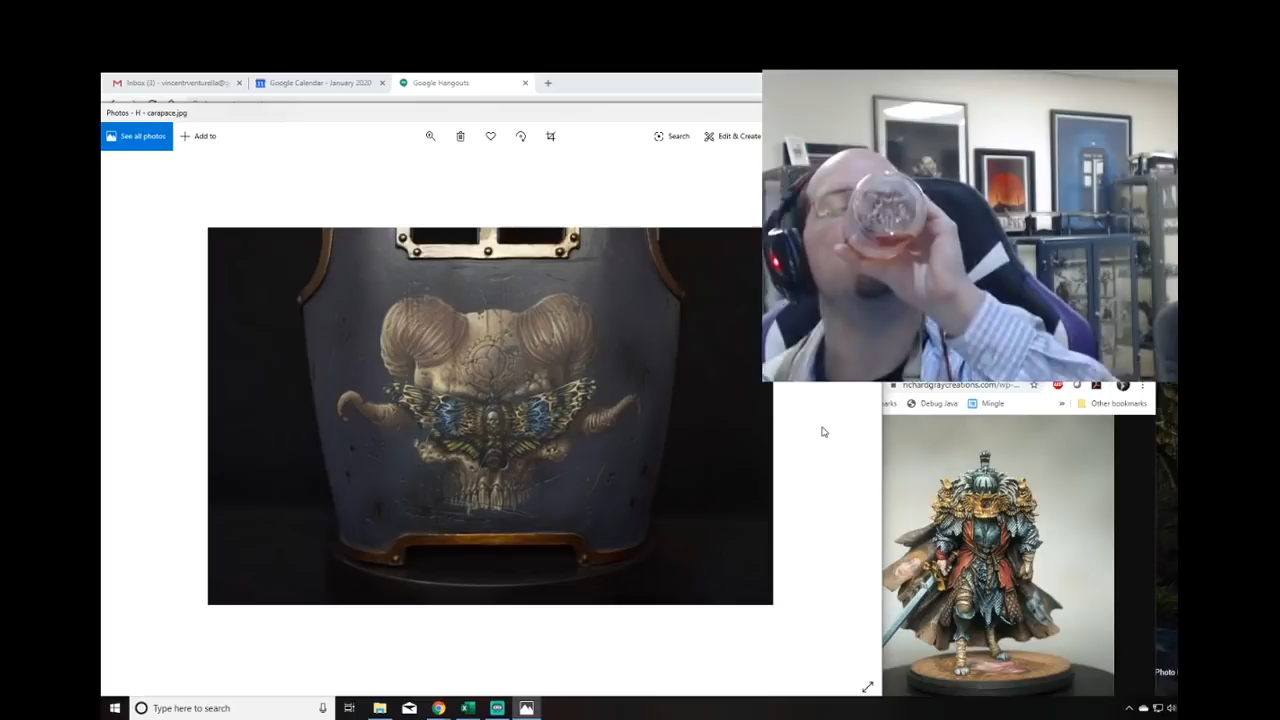 Inbox (3) - vincentrventurella@g
Google Calendar - January 2020
Google Hangouts
Photos - H - carapace.jpg
See all photos
Add to
Search
Edit & Create
richardgraycreations.com/wp-...
Debug Java
Mingle
Other bookmarks
Photo
Type here to search